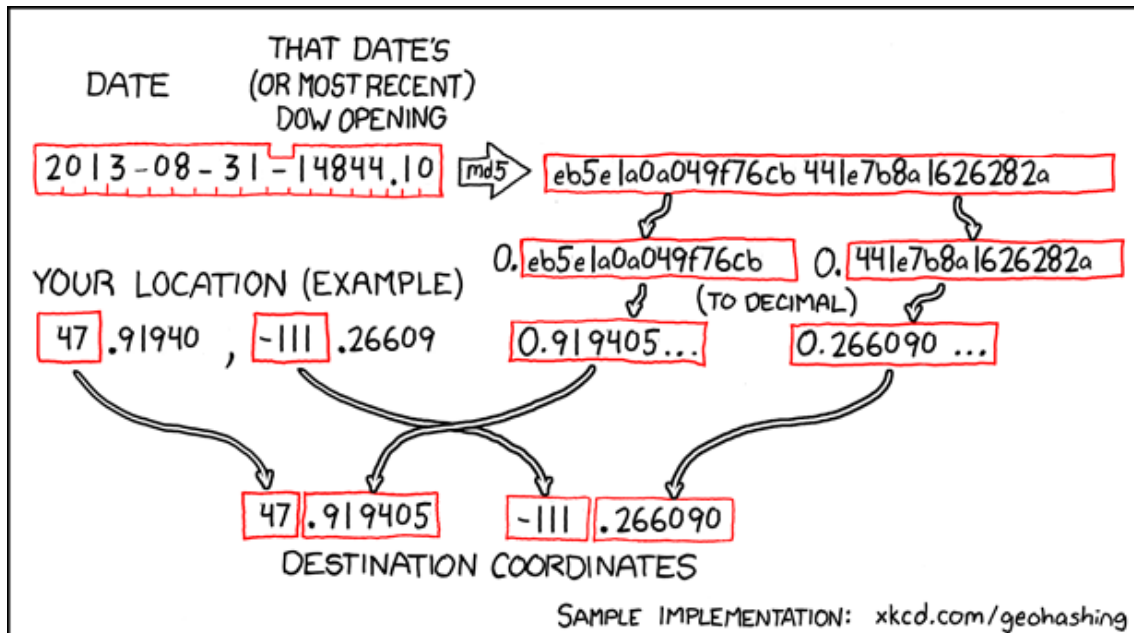 DATE
THAT DATE'S
(OR MOST RECENT)
DOW OPENING
2013-08-31-14844.10
md5
eb5e1a0a049f76cb441e7b8a1626282a
0.eb5e1a0a049f76cb
0.441e7b8a1626282a
YOUR LOCATION (EXAMPLE)
(TO DECIMAL)
47.91940, -111.26609
0.919405...
0.266090 ...
47 .919405
-111 .266090
DESTINATION COORDINATES
SAMPLE IMPLEMENTATION: xkcd.com/geohashing